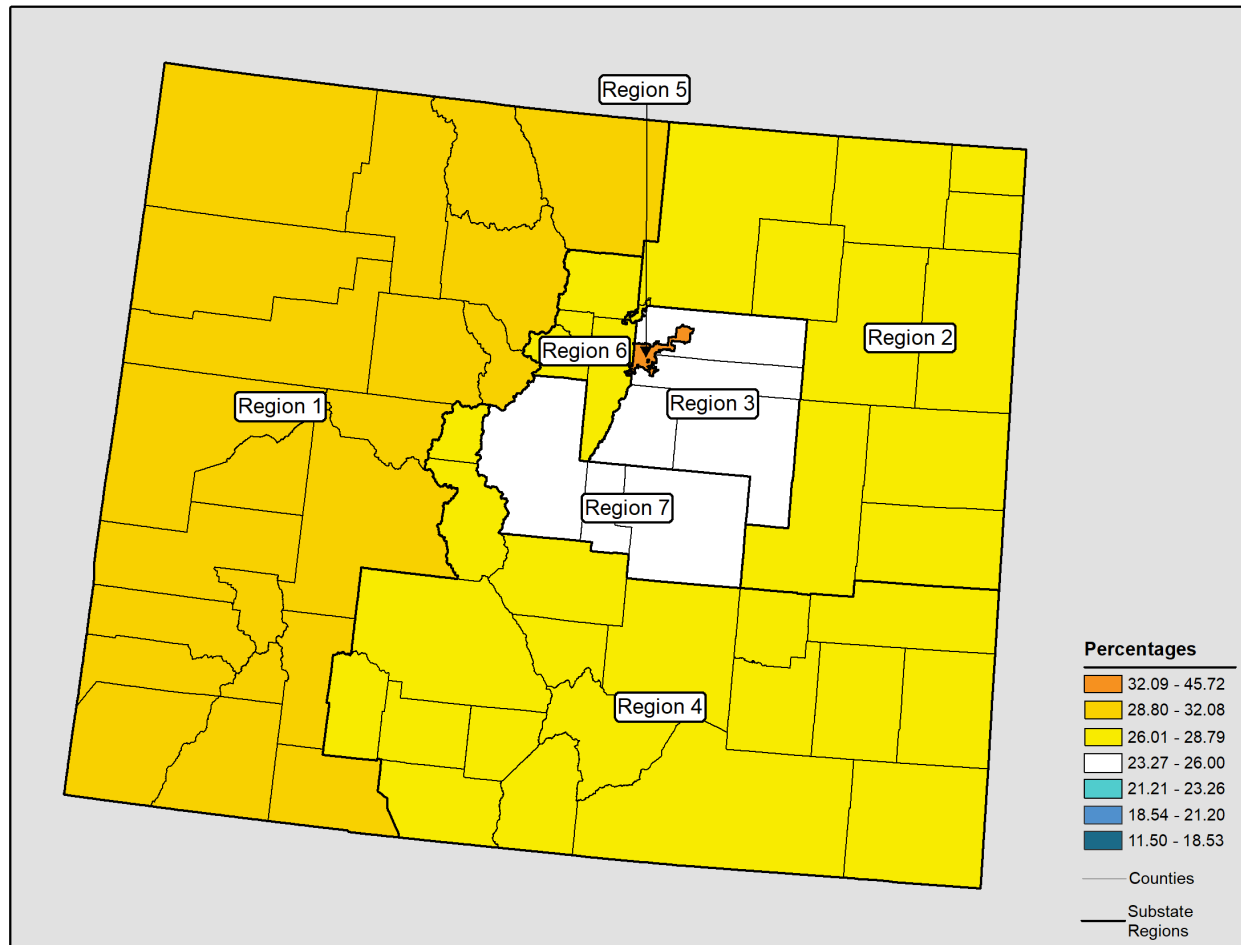 Region 5
Region 2
Region 6
Region 3
Region 1
Region 7
Region 4
Percentages
32.09 - 45.72
28.80 - 32.08
26.01 - 28.79
23.27 - 26.00
21.21 - 23.26
18.54 - 21.20
11.50 - 18.53
Counties
Substate
Regions